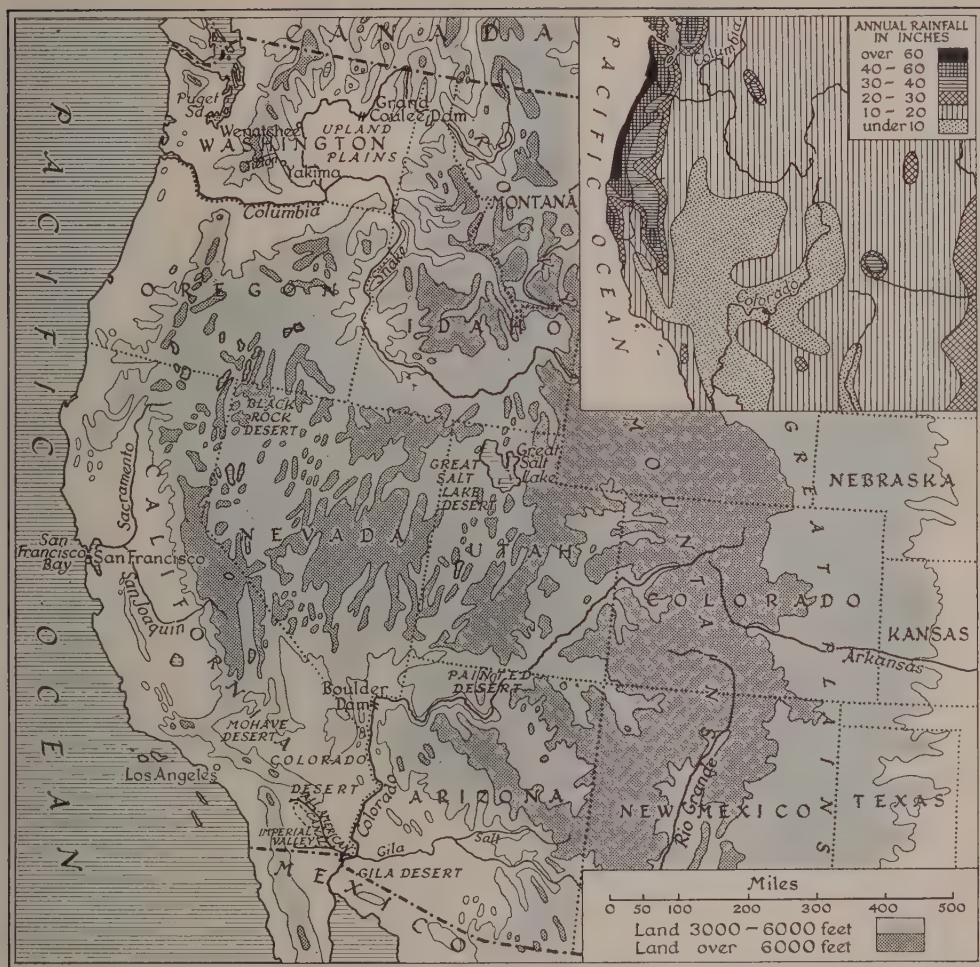 CANADA
Puget Sd.
Grand
Coulee Dam
Wenatchee
UPLAND
WASHINGTON
PLAINS
Yakima
Columbia
MONTANA
Snake
OREGON
IDAHO
PACIFIC OCEAN
BLACK
ROCK
DESERT
GREAT
SALT
LAKE
DESERT
Great
Salt
Lake
Sacramento
CALIFORNIA
NEVADA
UTAH
San
Francisco
Bay
San Francisco
San Joaquin
MOUNTAINS
GREAT PLAINS
NEBRASKA
COLORADO
KANSAS
Arkansas
PAINTED
DESERT
Boulder
Dam
MOHAVE
DESERT
COLORADO
DESERT
Los Angeles
Colorado
ARIZONA
NEW MEXICO
Rio Grande
TEXAS
IMPERIAL
VALLEY
Gila
Salt
GILA DESERT
MEXICO
ANNUAL RAINFALL
IN INCHES
over 60
40 – 60
30 – 40
20 – 30
10 – 20
under 10
PACIFIC OCEAN
Columbia
Colorado
Miles
0 50 100 200 300 400 500
Land 3000 – 6000 feet
Land over 6000 feet